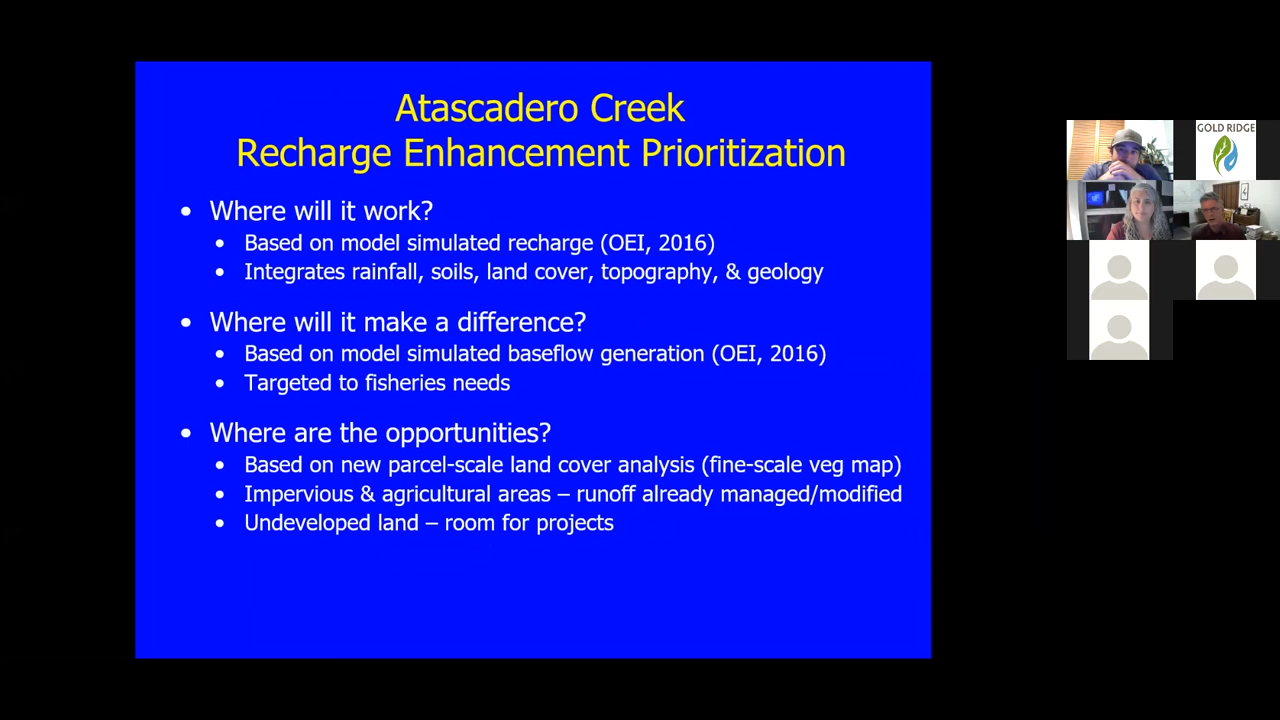 Atascadero Creek
Recharge Enhancement Prioritization
• Where will it work?
• Based on model simulated recharge (OEI, 2016)
• Integrates rainfall, soils, land cover, topography, & geology
• Where will it make a difference?
• Based on model simulated baseflow generation (OEI, 2016)
• Targeted to fisheries needs
• Where are the opportunities?
• Based on new parcel-scale land cover analysis (fine-scale veg map)
• Impervious & agricultural areas – runoff already managed/modified
• Undeveloped land – room for projects
GOLD RIDGE